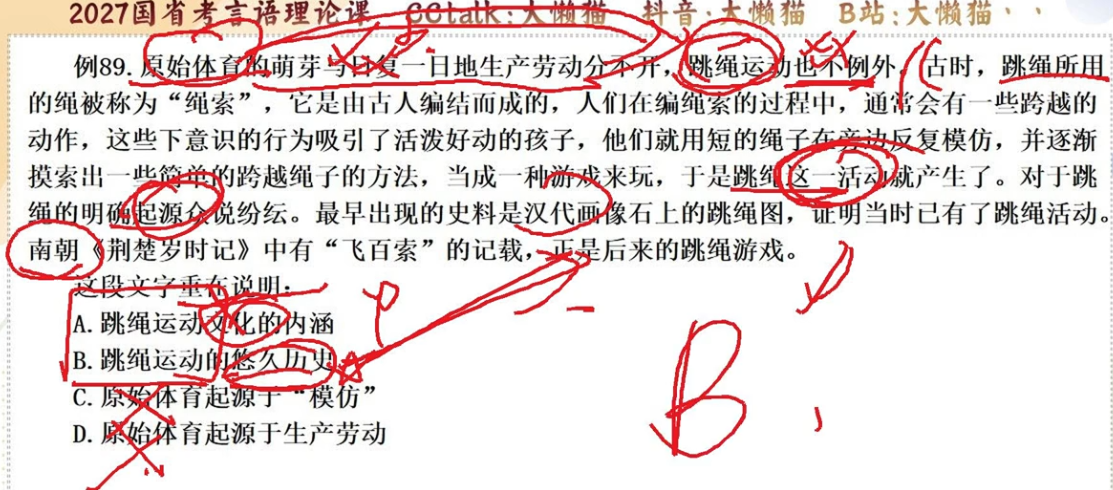 2027国省考言语理论课 CCtalk:大懒猫 抖音:大懒猫 B站:大懒猫
例89.原始体育的萌芽与日复一日地生产劳动分不开，跳绳运动也不例外。古时，跳绳所用
的绳被称为“绳索”，它是由古人编结而成的，人们在编绳索的过程中，通常会有一些跨越的
动作，这些下意识的行为吸引了活泼好动的孩子，他们就用短的绳子在旁边反复模仿，并逐渐
摸索出一些简单的跨越绳子的方法，当成一种游戏来玩，于是跳绳这一活动就产生了。对于跳
绳的明确起源众说纷纭。最早出现的史料是汉代画像石上的跳绳图，证明当时已有了跳绳活动。
南朝《荆楚岁时记》中有“飞百索”的记载，正是后来的跳绳游戏。
这段文字重在说明：
A.跳绳运动文化的内涵
B.跳绳运动的悠久历史
C.原始体育起源于“模仿”
D.原始体育起源于生产劳动
B